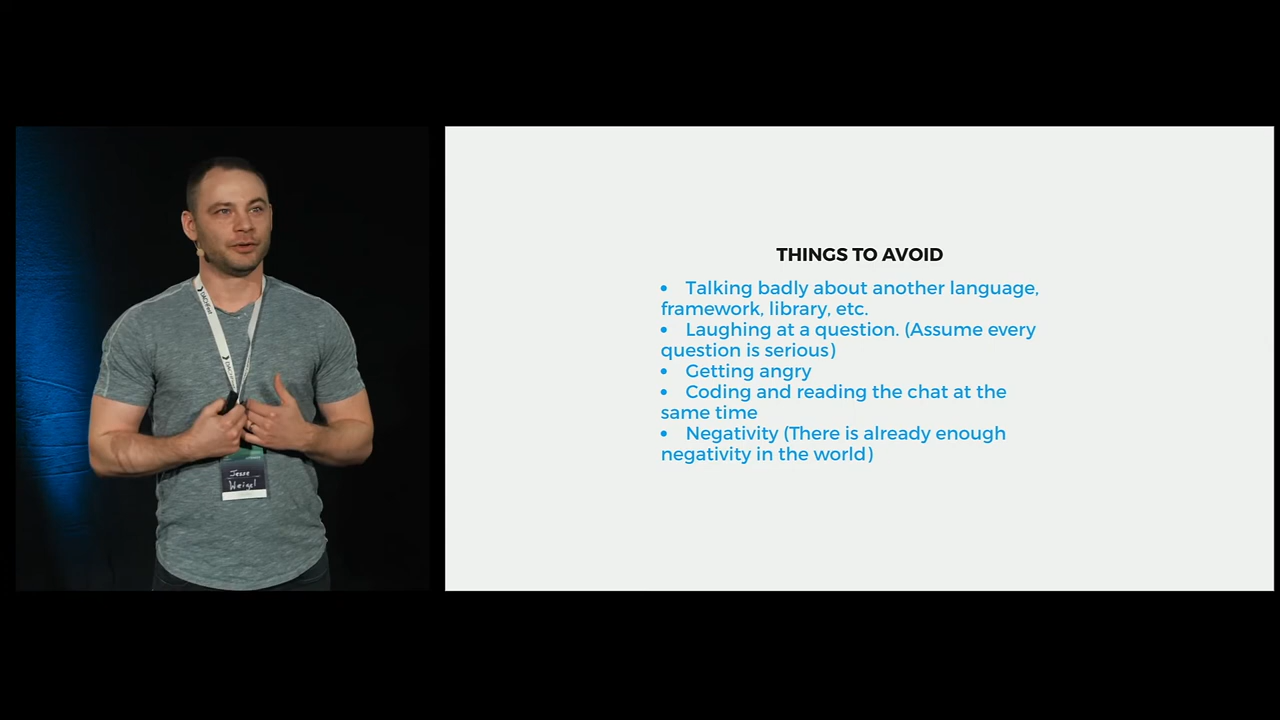 Jesse
Weigel
THINGS TO AVOID
• Talking badly about another language,
framework, library, etc.
• Laughing at a question. (Assume every
question is serious)
• Getting angry
• Coding and reading the chat at the
same time
• Negativity (There is already enough
negativity in the world)